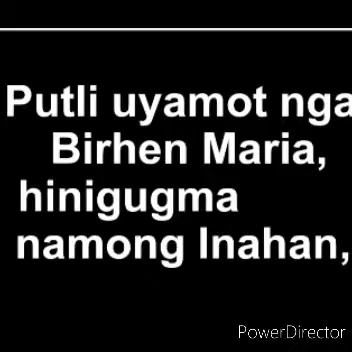 Putli uyamot nga
Birhen Maria,
hinigugma
namong Inahan,
PowerDirector